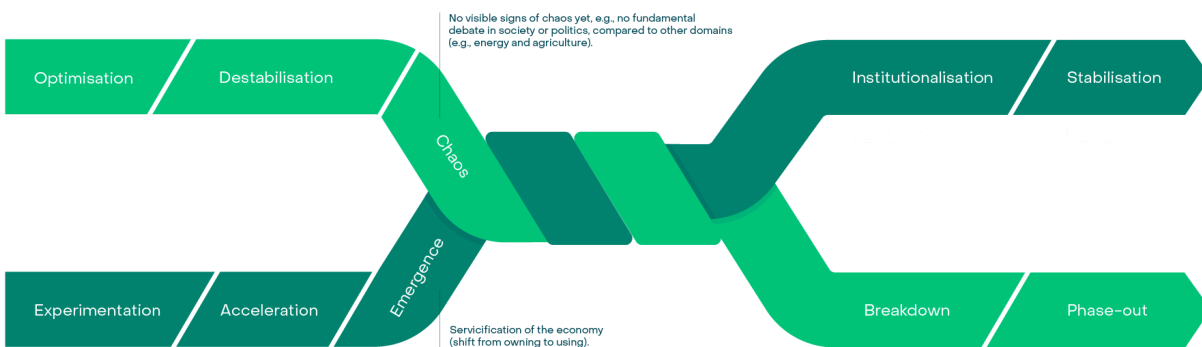 No visible signs of chaos yet, e.g., no fundamental
debate in society or politics, compared to other domains
(e.g., energy and agriculture).
Optimisation
Destabilisation
Chaos
Institutionalisation
Stabilisation
Experimentation
Acceleration
Emergence
Breakdown
Phase-out
Servicification of the economy
(shift from owning to using).